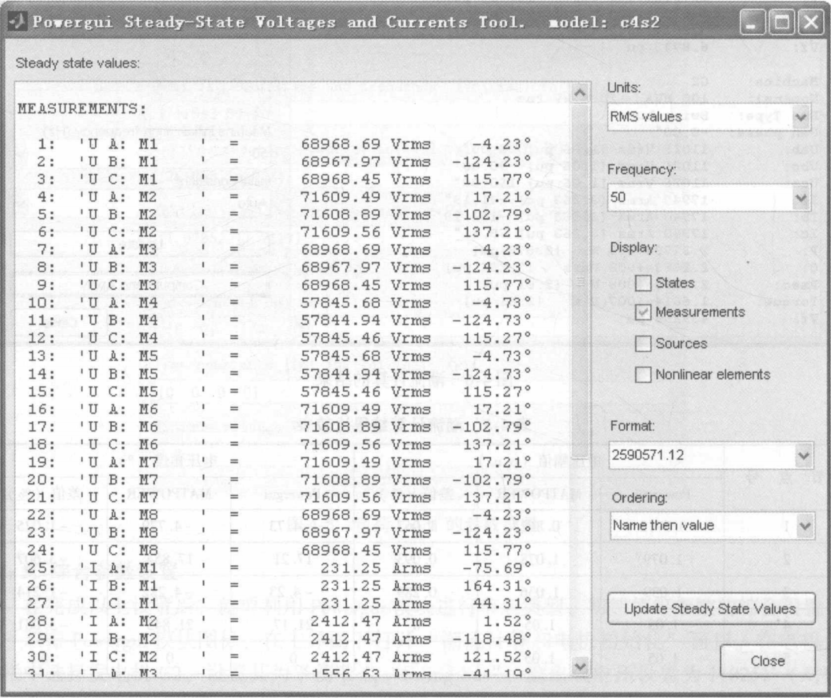 Powergui Steady-State Voltages and Currents Tool.  model: c4s2
Steady state values:
MEASUREMENTS:
1:  'U A: M1    '  =    68968.69 Vrms   -4.23°
2:  'U B: M1    '  =    68967.97 Vrms -124.23°
3:  'U C: M1    '  =    68968.45 Vrms  115.77°
4:  'U A: M2    '  =    71609.49 Vrms   17.21°
5:  'U B: M2    '  =    71608.89 Vrms -102.79°
6:  'U C: M2    '  =    71609.56 Vrms  137.21°
7:  'U A: M3    '  =    68968.69 Vrms   -4.23°
8:  'U B: M3    '  =    68967.97 Vrms -124.23°
9:  'U C: M3    '  =    68968.45 Vrms  115.77°
10:  'U A: M4    '  =    57845.68 Vrms   -4.73°
11:  'U B: M4    '  =    57844.94 Vrms -124.73°
12:  'U C: M4    '  =    57845.46 Vrms  115.27°
13:  'U A: M5    '  =    57845.68 Vrms   -4.73°
14:  'U B: M5    '  =    57844.94 Vrms -124.73°
15:  'U C: M5    '  =    57845.46 Vrms  115.27°
16:  'U A: M6    '  =    71609.49 Vrms   17.21°
17:  'U B: M6    '  =    71608.89 Vrms -102.79°
18:  'U C: M6    '  =    71609.56 Vrms  137.21°
19:  'U A: M7    '  =    71609.49 Vrms   17.21°
20:  'U B: M7    '  =    71608.89 Vrms -102.79°
21:  'U C: M7    '  =    71609.56 Vrms  137.21°
22:  'U A: M8    '  =    68968.69 Vrms   -4.23°
23:  'U B: M8    '  =    68967.97 Vrms -124.23°
24:  'U C: M8    '  =    68968.45 Vrms  115.77°
25:  'I A: M1    '  =    231.25 Arms  -75.69°
26:  'I B: M1    '  =    231.25 Arms  164.31°
27:  'I C: M1    '  =    231.25 Arms   44.31°
28:  'I A: M2    '  =    2412.47 Arms    1.52°
29:  'I B: M2    '  =    2412.47 Arms -118.48°
30:  'I C: M2    '  =    2412.47 Arms  121.52°
31:  'I A: M3    '  =    1556.63 Arms  -41.19°
Units:
RMS values
Frequency:
50
Display:
States
Measurements
Sources
Nonlinear elements
Format:
2590571.12
Ordering:
Name then value
Update Steady State Values
Close